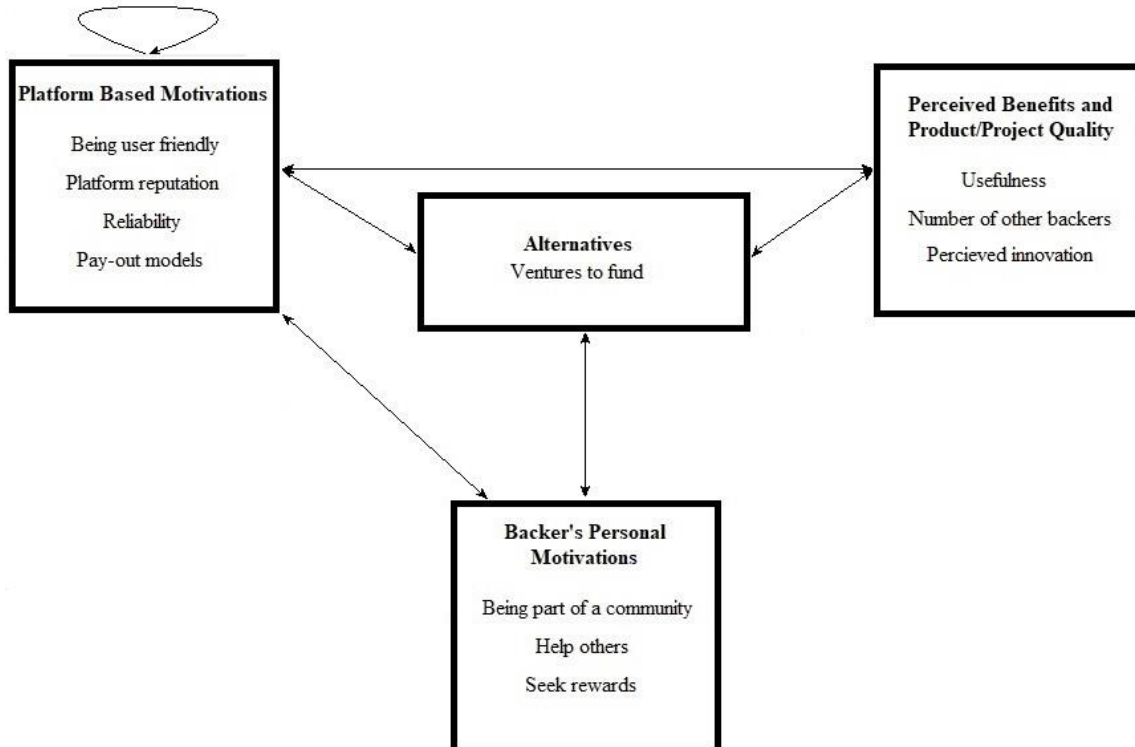 Platform Based Motivations
Being user friendly
Platform reputation
Reliability
Pay-out models
Perceived Benefits and
Product/Project Quality
Usefulness
Number of other backers
Percieved innovation
Alternatives
Ventures to fund
Backer's Personal
Motivations
Being part of a community
Help others
Seek rewards